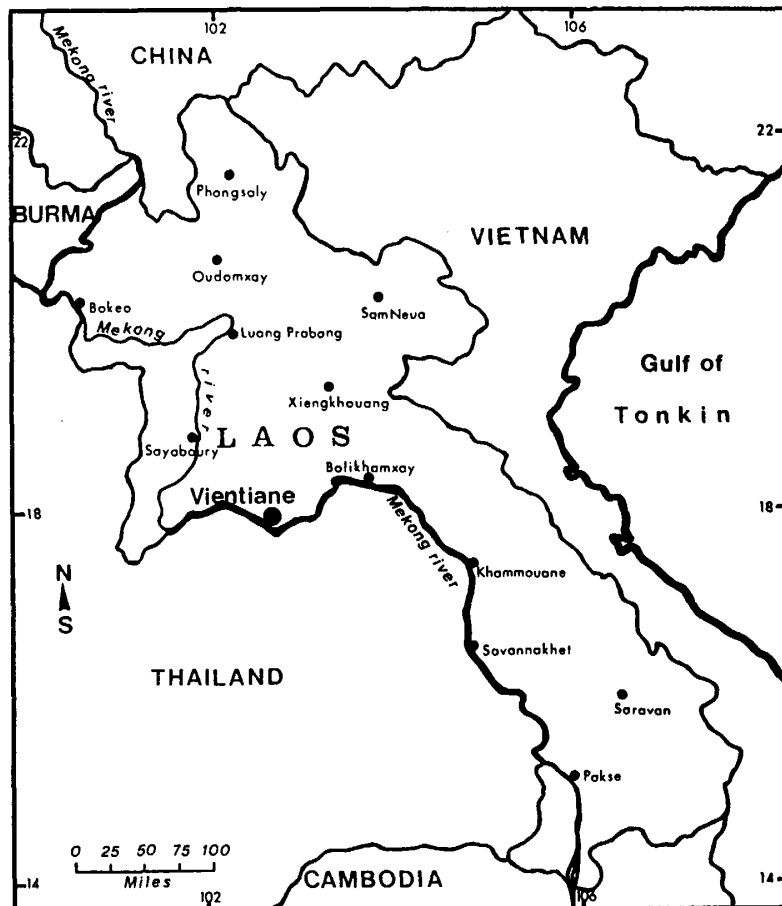 102
106
CHINA
Mekong river
22
22
Phongsaly
BURMA
VIETNAM
Oudomxay
Bokeo
SamNeua
Mekong
Luang Prabang
river
Gulf of
Tonkin
Xiengkhouang
LAOS
Sayaboury
Bolikhamxay
Vientiane
18
18
Mekong river
Khammouane
N
S
Savannakhet
THAILAND
Saravan
Pakse
0 25 50 75 100
Miles
CAMBODIA
14
14
102
106